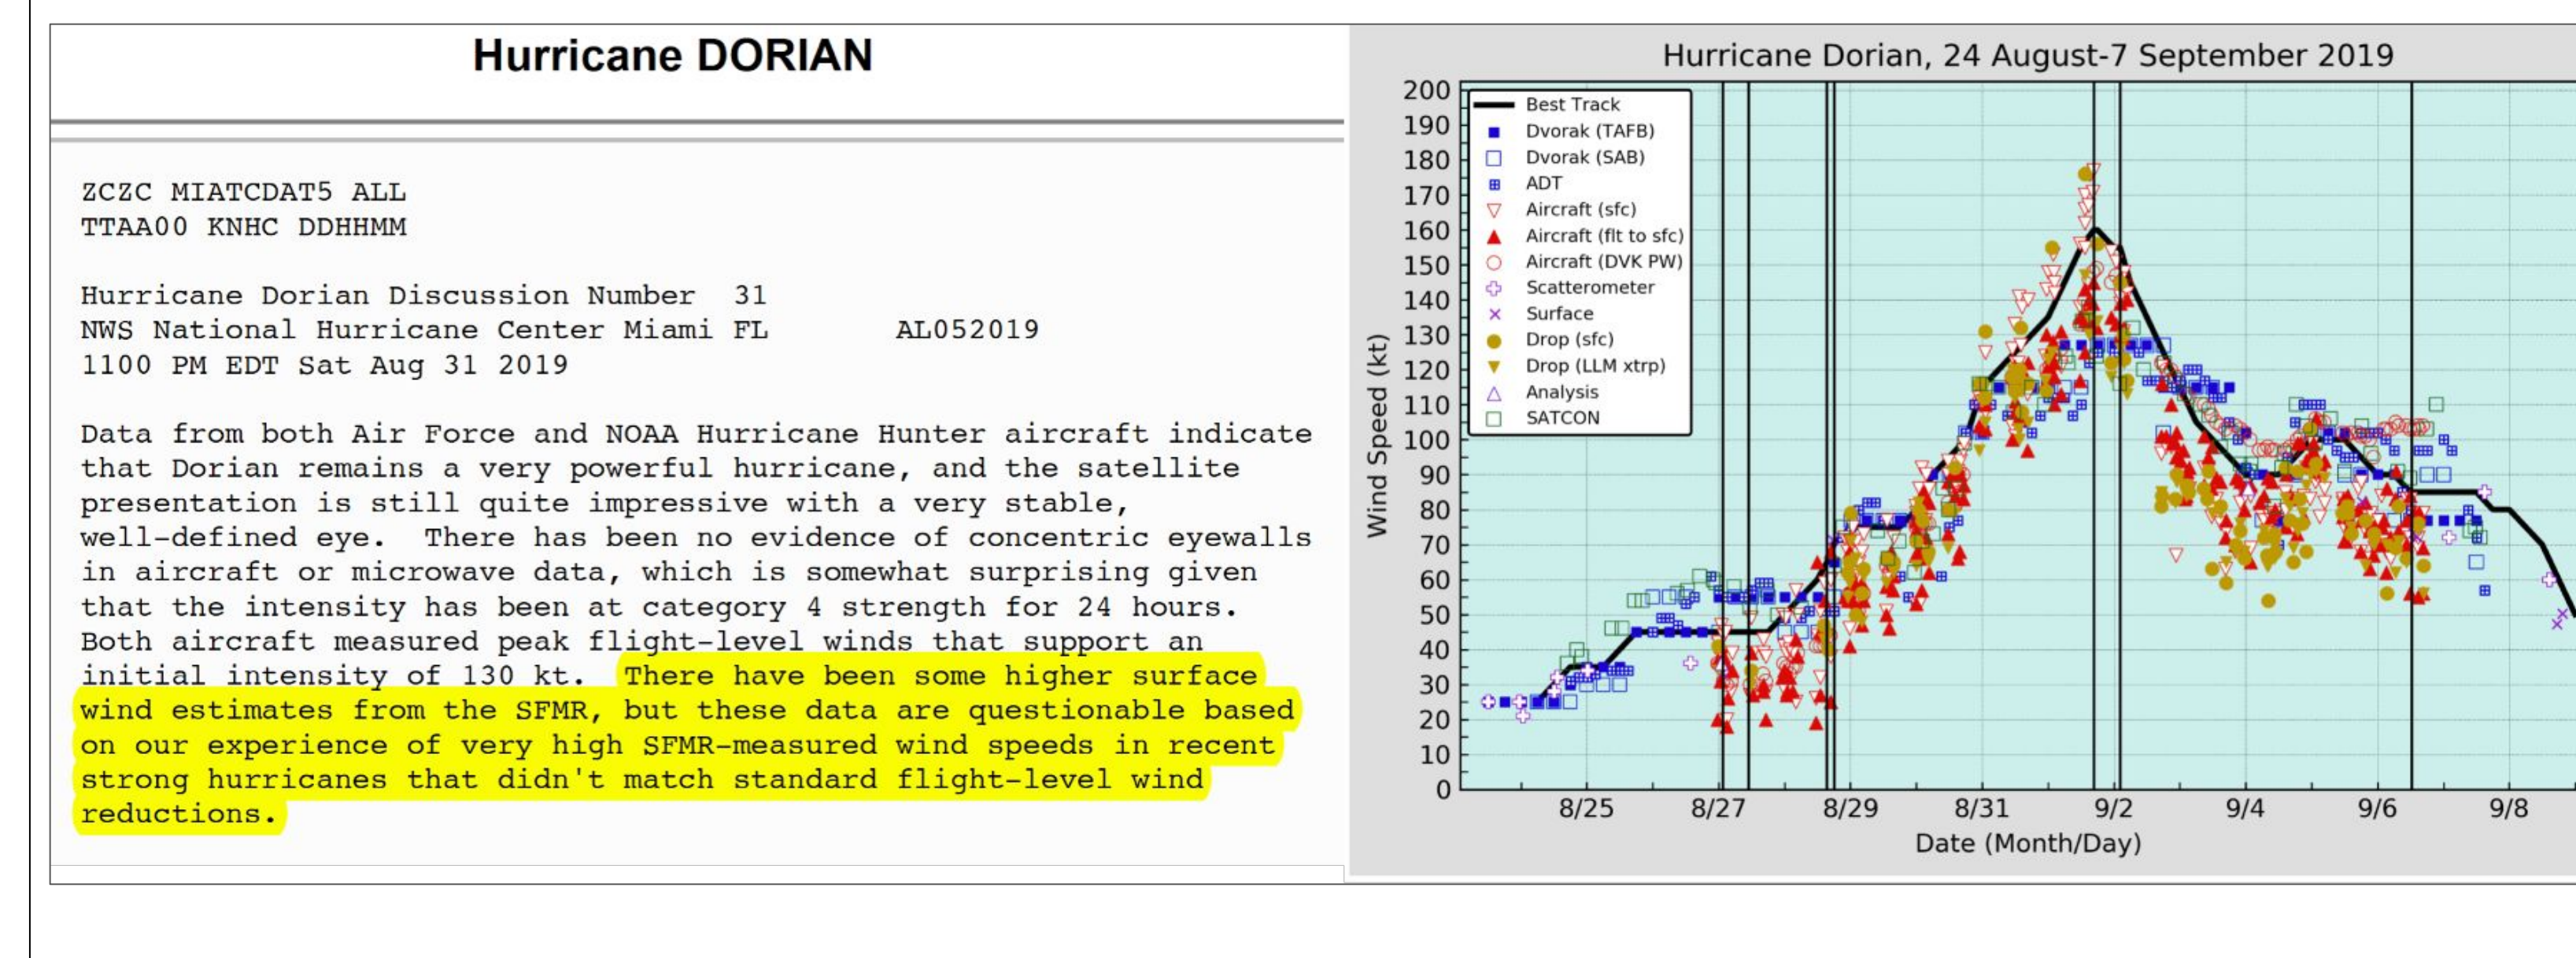 Hurricane DORIAN
ZCZC MIATCDAT5 ALL
TTAA00 KNHC DDHHMM
Hurricane Dorian Discussion Number  31
NWS National Hurricane Center Miami FL       AL052019
1100 PM EDT Sat Aug 31 2019
Data from both Air Force and NOAA Hurricane Hunter aircraft indicate
that Dorian remains a very powerful hurricane, and the satellite
presentation is still quite impressive with a very stable,
well-defined eye.  There has been no evidence of concentric eyewalls
in aircraft or microwave data, which is somewhat surprising given
that the intensity has been at category 4 strength for 24 hours.
Both aircraft measured peak flight-level winds that support an
initial intensity of 130 kt.  There have been some higher surface
wind estimates from the SFMR, but these data are questionable based
on our experience of very high SFMR-measured wind speeds in recent
strong hurricanes that didn't match standard flight-level wind
reductions.
Hurricane Dorian, 24 August-7 September 2019
Wind Speed (kt)
200
190
180
170
160
150
140
130
120
110
100
90
80
70
60
50
40
30
20
10
0
Best Track
Dvorak (TAFB)
Dvorak (SAB)
ADT
Aircraft (sfc)
Aircraft (flt to sfc)
Aircraft (DVK PW)
Scatterometer
Surface
Drop (sfc)
Drop (LLM xtrp)
Analysis
SATCON
8/25 8/27 8/29 8/31 9/2 9/4 9/6 9/8
Date (Month/Day)